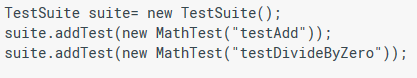 TestSuite suite= new TestSuite();
suite.addTest(new MathTest("testAdd"));
suite.addTest(new MathTest("testDivideByZero"));